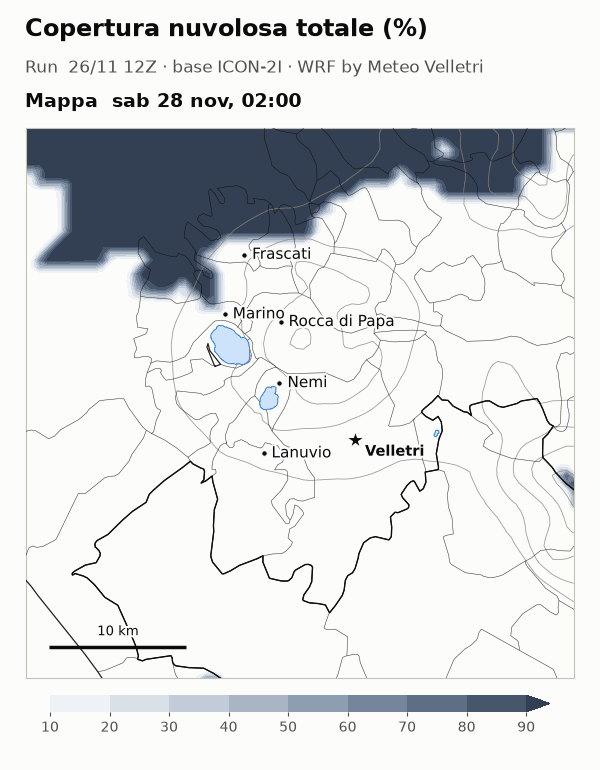 Copertura nuvolosa totale (%)
Run  26/11 12Z · base ICON-2I · WRF by Meteo Velletri
Mappa  sab 28 nov, 02:00
Frascati
Marino
Rocca di Papa
Nemi
Velletri
Lanuvio
10 km
10 20 30 40 50 60 70 80 90